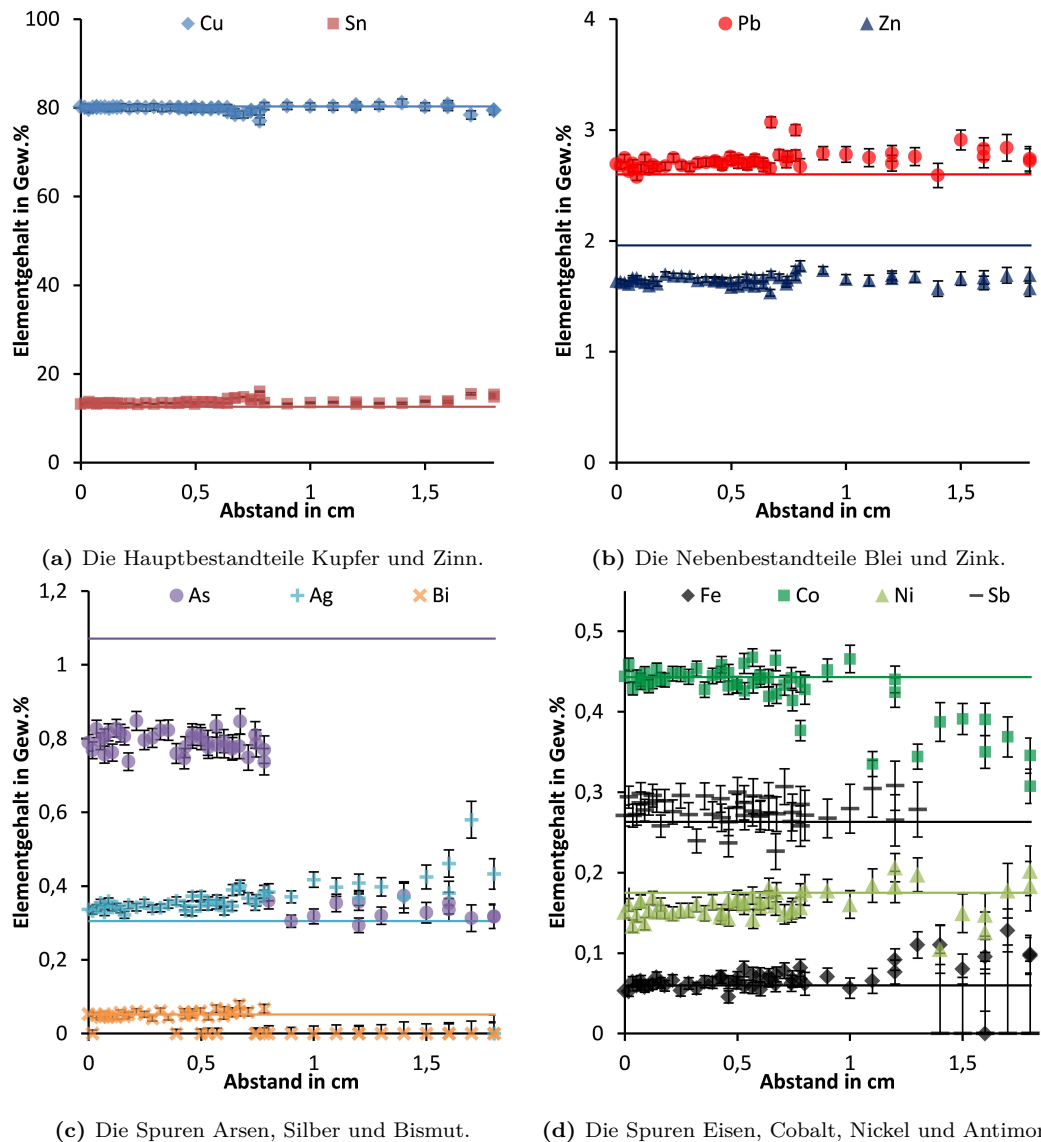 Cu Sn
Elementgehalt in Gew.%
100
80
60
40
20
0
0 0,5 1 1,5
Abstand in cm
(a) Die Hauptbestandteile Kupfer und Zinn.
Pb Zn
Elementgehalt in Gew.%
4
3
2
1
0
0 0,5 1 1,5
Abstand in cm
(b) Die Nebenbestandteile Blei und Zink.
As Ag Bi
Elementgehalt in Gew.%
1,2
1
0,8
0,6
0,4
0,2
0
0 0,5 1 1,5
Abstand in cm
(c) Die Spuren Arsen, Silber und Bismut.
Fe Co Ni Sb
Elementgehalt in Gew.%
0,5
0,4
0,3
0,2
0,1
0
0 0,5 1 1,5
Abstand in cm
(d) Die Spuren Eisen, Cobalt, Nickel und Antimon